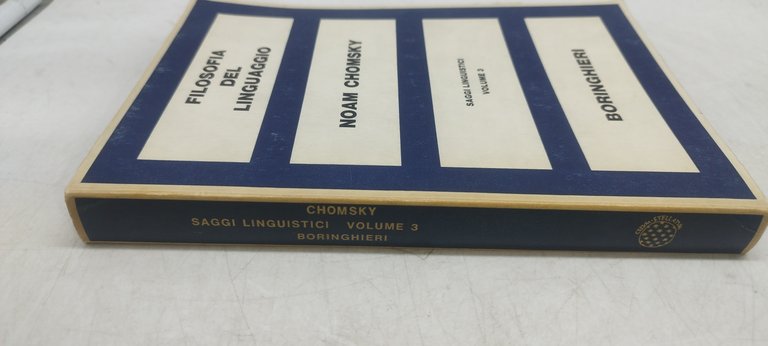 FILOSOFIA
DEL
LINGUAGGIO
NOAM CHOMSKY
SAGGI LINGUISTICI
VOLUME 3
BORINGHIERI
CHOMSKY
SAGGI LINGUISTICI VOLUME 3
BORINGHIERI